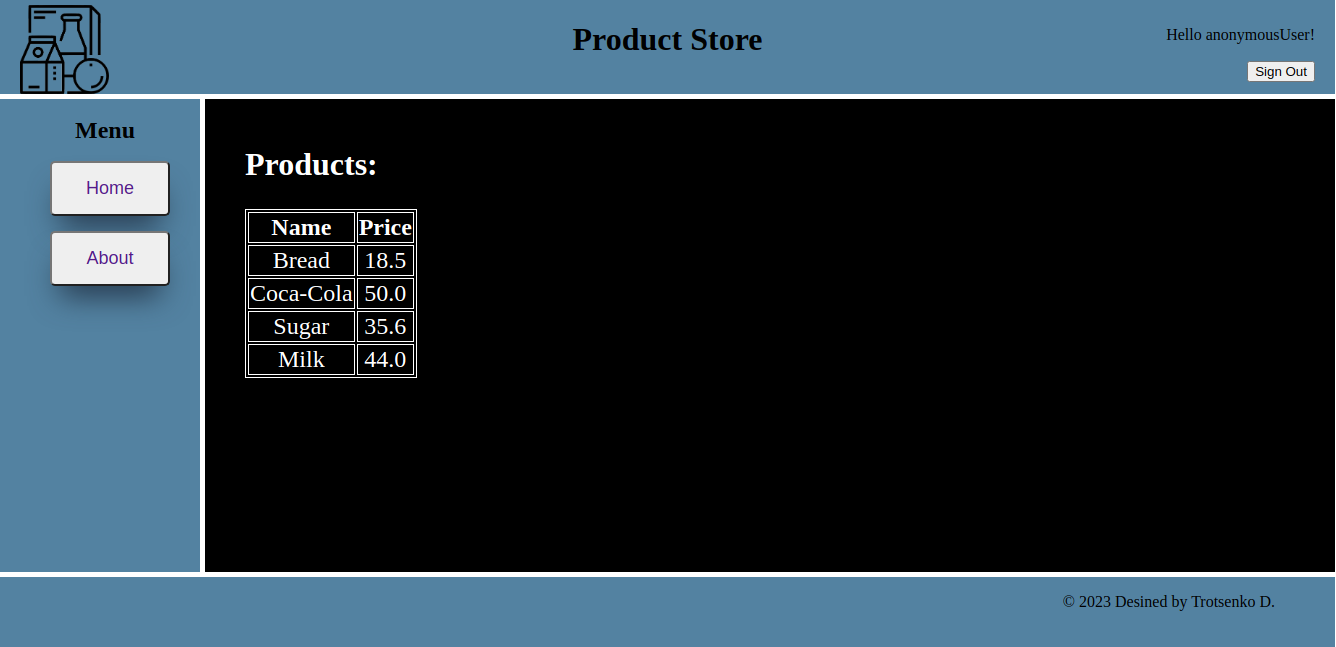 Product Store
Hello anonymousUser!
Sign Out
Menu
Home
About
Products:
Name Price
Bread 18.5
Coca-Cola 50.0
Sugar 35.6
Milk 44.0
© 2023 Desined by Trotsenko D.